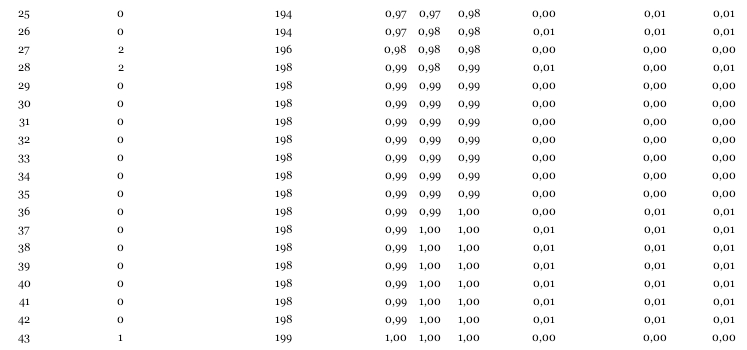 25 0 194 0,97 0,97 0,98 0,00 0,01 0,01
26 0 194 0,97 0,98 0,98 0,01 0,01 0,01
27 2 196 0,98 0,98 0,98 0,00 0,00 0,00
28 2 198 0,99 0,98 0,99 0,01 0,00 0,01
29 0 198 0,99 0,99 0,99 0,00 0,00 0,00
30 0 198 0,99 0,99 0,99 0,00 0,00 0,00
31 0 198 0,99 0,99 0,99 0,00 0,00 0,00
32 0 198 0,99 0,99 0,99 0,00 0,00 0,00
33 0 198 0,99 0,99 0,99 0,00 0,00 0,00
34 0 198 0,99 0,99 0,99 0,00 0,00 0,00
35 0 198 0,99 0,99 0,99 0,00 0,00 0,00
36 0 198 0,99 0,99 1,00 0,00 0,01 0,01
37 0 198 0,99 1,00 1,00 0,01 0,01 0,01
38 0 198 0,99 1,00 1,00 0,01 0,01 0,01
39 0 198 0,99 1,00 1,00 0,01 0,01 0,01
40 0 198 0,99 1,00 1,00 0,01 0,01 0,01
41 0 198 0,99 1,00 1,00 0,01 0,01 0,01
42 0 198 0,99 1,00 1,00 0,01 0,01 0,01
43 1 199 1,00 1,00 1,00 0,00 0,00 0,00